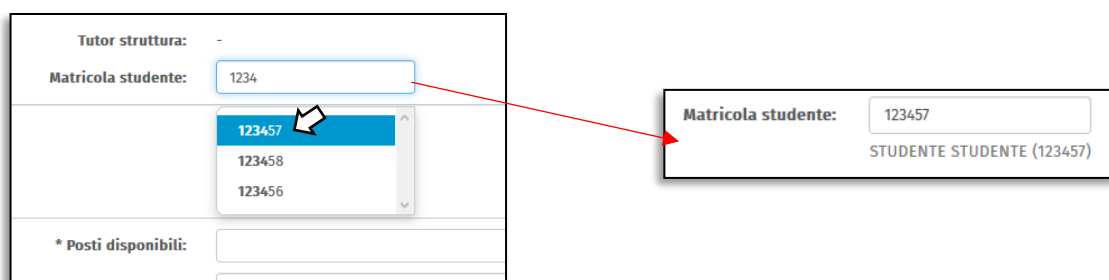 Tutor struttura: -
Matricola studente: 1234
123457
123458
123456
* Posti disponibili:
Matricola studente: 123457
STUDENTE STUDENTE (123457)